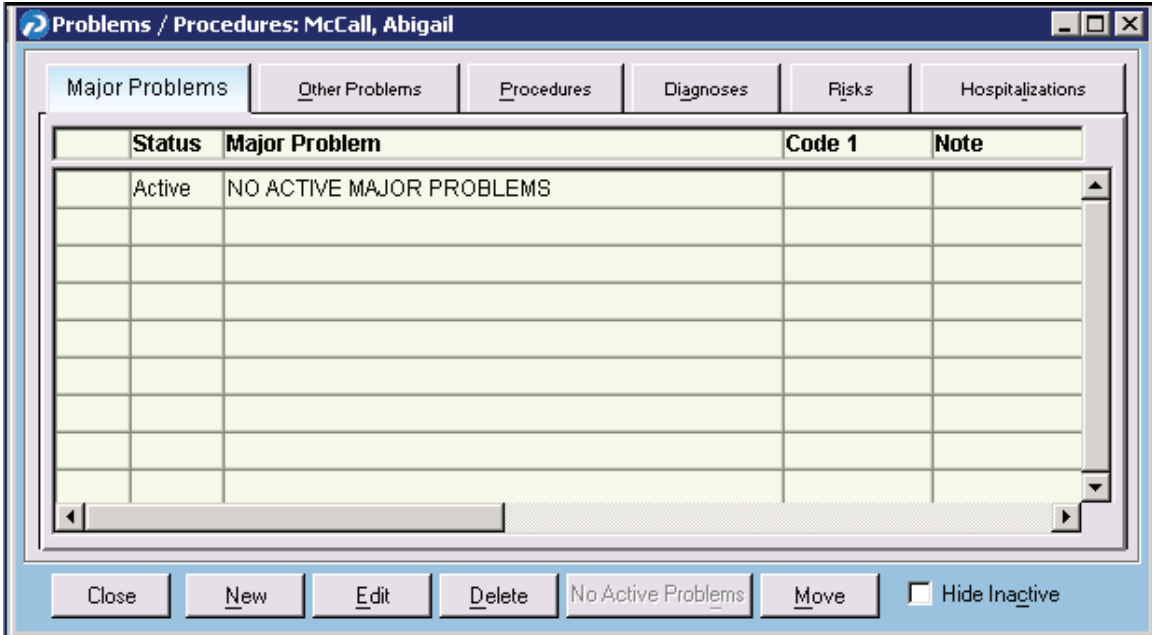 Problems / Procedures: McCall, Abigail
Major Problems Other Problems Procedures Diagnoses Risks Hospitalizations
Status Major Problem Code 1 Note
Active NO ACTIVE MAJOR PROBLEMS
Close New Edit Delete No Active Problems Move Hide Inactive